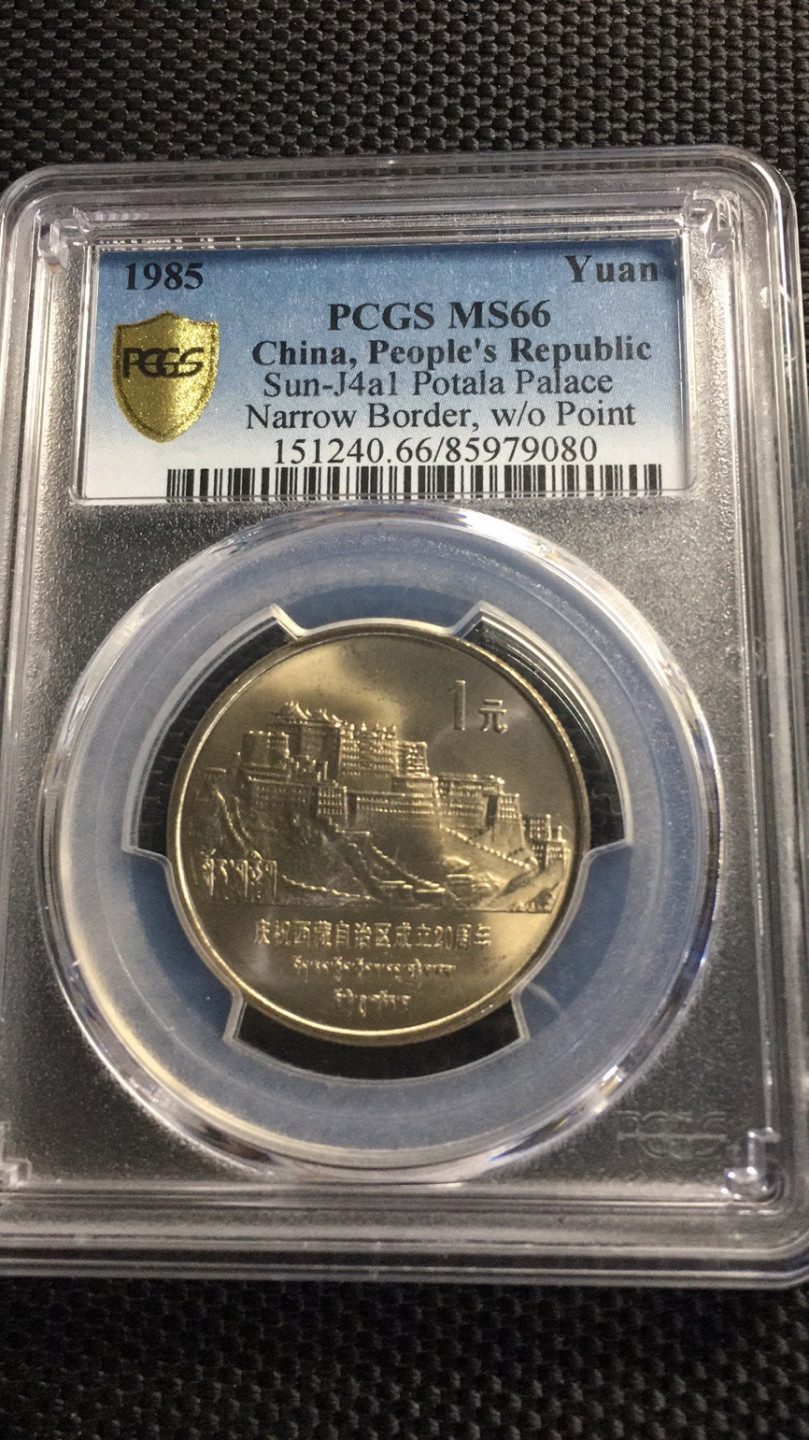 1985 Yuan
PCGS MS66
PCGS
China, People's Republic
Sun-J4a1 Potala Palace
Narrow Border, w/o Point
151240.66/85979080
1元
庆祝西藏自治区成立20周年
PCGS